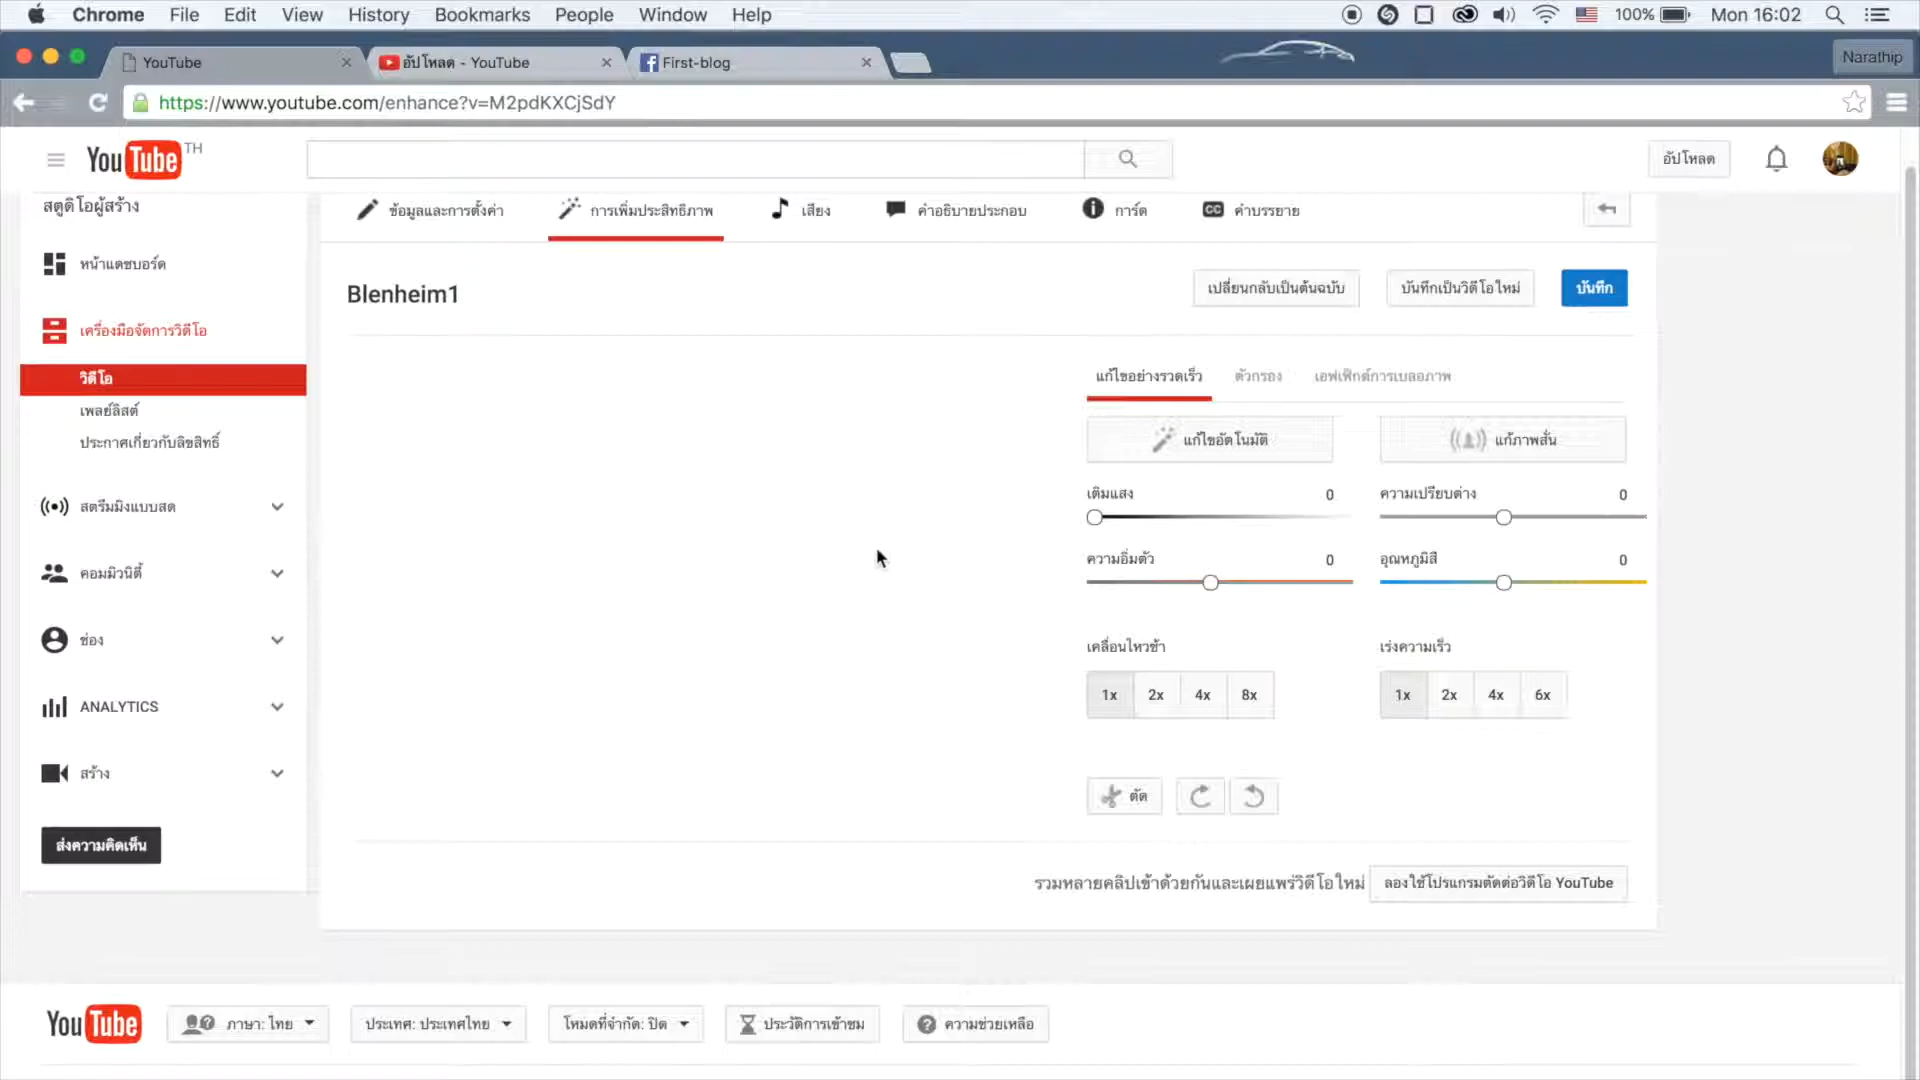 Chrome File Edit View History Bookmarks People Window Help 100% Mon 16:02
YouTube อัปโหลด - YouTube First-blog Narathip
https://www.youtube.com/enhance?v=M2pdKXCjSdY
YouTube TH อัปโหลด
สตูดิโอผู้สร้าง
ข้อมูลและการตั้งค่า การเพิ่มประสิทธิภาพ เสียง คำอธิบายประกอบ การ์ด CC คำบรรยาย
หน้าแดชบอร์ด
Blenheim1 เปลี่ยนกลับเป็นต้นฉบับ บันทึกเป็นวิดีโอใหม่ บันทึก
เครื่องมือจัดการวิดีโอ
วิดีโอ
เพลย์ลิสต์
ประกาศเกี่ยวกับลิขสิทธิ์
แก้ไขอย่างรวดเร็ว ตัวกรอง เอฟเฟ็กต์การเบลอภาพ
แก้ไขอัตโนมัติ แก้ภาพสั่น
เติมแสง 0 ความเปรียบต่าง 0
สตรีมมิงแบบสด
ความอิ่มตัว 0 อุณหภูมิสี 0
คอมมิวนิตี้
ช่อง
เคลื่อนไหวช้า เร่งความเร็ว
1x 2x 4x 8x 1x 2x 4x 6x
ANALYTICS
สร้าง
ตัด
ส่งความคิดเห็น
รวมหลายคลิปเข้าด้วยกันและเผยแพร่วิดีโอใหม่ ลองใช้โปรแกรมตัดต่อวิดีโอ YouTube
YouTube ภาษา: ไทย ประเทศ: ประเทศไทย โหมดที่จำกัด: ปิด ประวัติการเข้าชม ความช่วยเหลือ